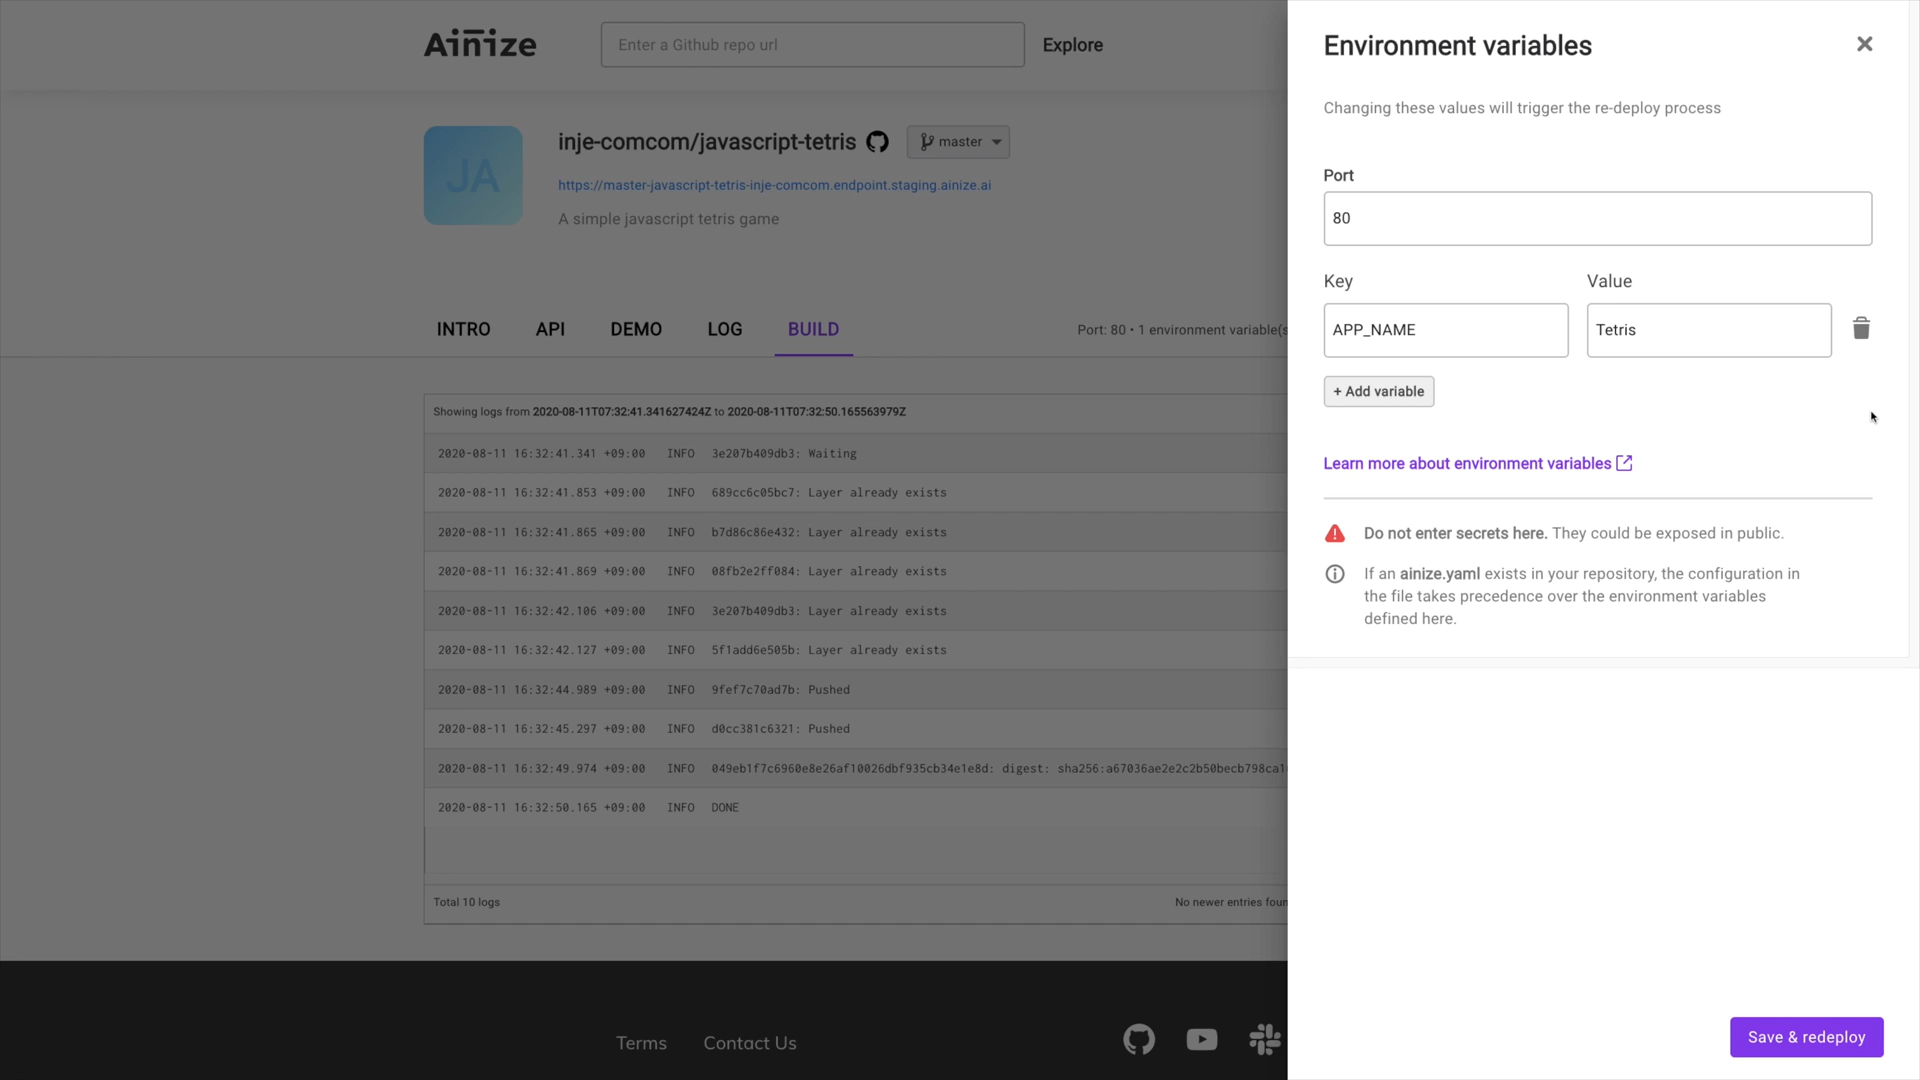 Ainize
Enter a Github repo url
Explore
JA
inje-comcom/javascript-tetris
master
https://master-javascript-tetris-inje-comcom.endpoint.staging.ainize.ai
A simple javascript tetris game
INTRO API DEMO LOG BUILD
Port: 80 • 1 environment variable(s
Showing logs from 2020-08-11T07:32:41.341627424Z to 2020-08-11T07:32:50.165563979Z
2020-08-11 16:32:41.341 +09:00 INFO 3e207b409db3: Waiting
2020-08-11 16:32:41.853 +09:00 INFO 689cc6c05bc7: Layer already exists
2020-08-11 16:32:41.865 +09:00 INFO b7d86c86e432: Layer already exists
2020-08-11 16:32:41.869 +09:00 INFO 08fb2e2ff084: Layer already exists
2020-08-11 16:32:42.106 +09:00 INFO 3e207b409db3: Layer already exists
2020-08-11 16:32:42.127 +09:00 INFO 5f1add6e505b: Layer already exists
2020-08-11 16:32:44.989 +09:00 INFO 9fef7c70ad7b: Pushed
2020-08-11 16:32:45.297 +09:00 INFO d0cc381c6321: Pushed
2020-08-11 16:32:49.974 +09:00 INFO 049eb1f7c6960e8e26af10026dbf935cb34e1e8d: digest: sha256:a67036ae2e2c2b50becb798ca1
2020-08-11 16:32:50.165 +09:00 INFO DONE
Total 10 logs
No newer entries foun
Terms
Contact Us
Environment variables
Changing these values will trigger the re-deploy process
Port
80
Key Value
APP_NAME Tetris
+ Add variable
Learn more about environment variables
Do not enter secrets here. They could be exposed in public.
If an ainize.yaml exists in your repository, the configuration in
the file takes precedence over the environment variables
defined here.
Save & redeploy